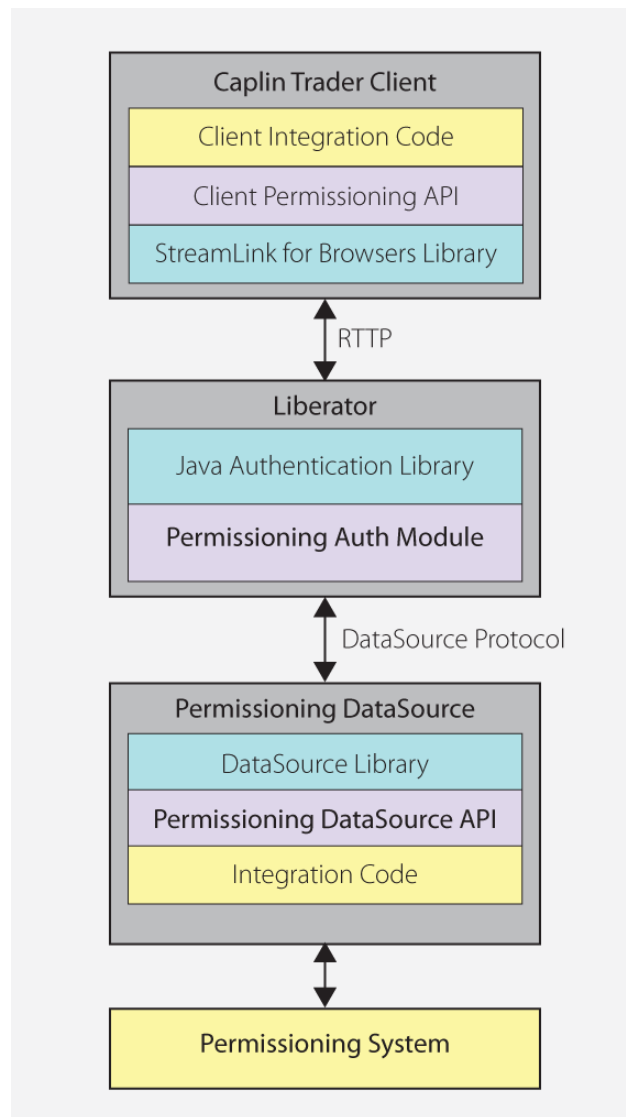 Caplin Trader Client
Client Integration Code
Client Permissioning API
StreamLink for Browsers Library
RTTP
Liberator
Java Authentication Library
Permissioning Auth Module
DataSource Protocol
Permissioning DataSource
DataSource Library
Permissioning DataSource API
Integration Code
Permissioning System